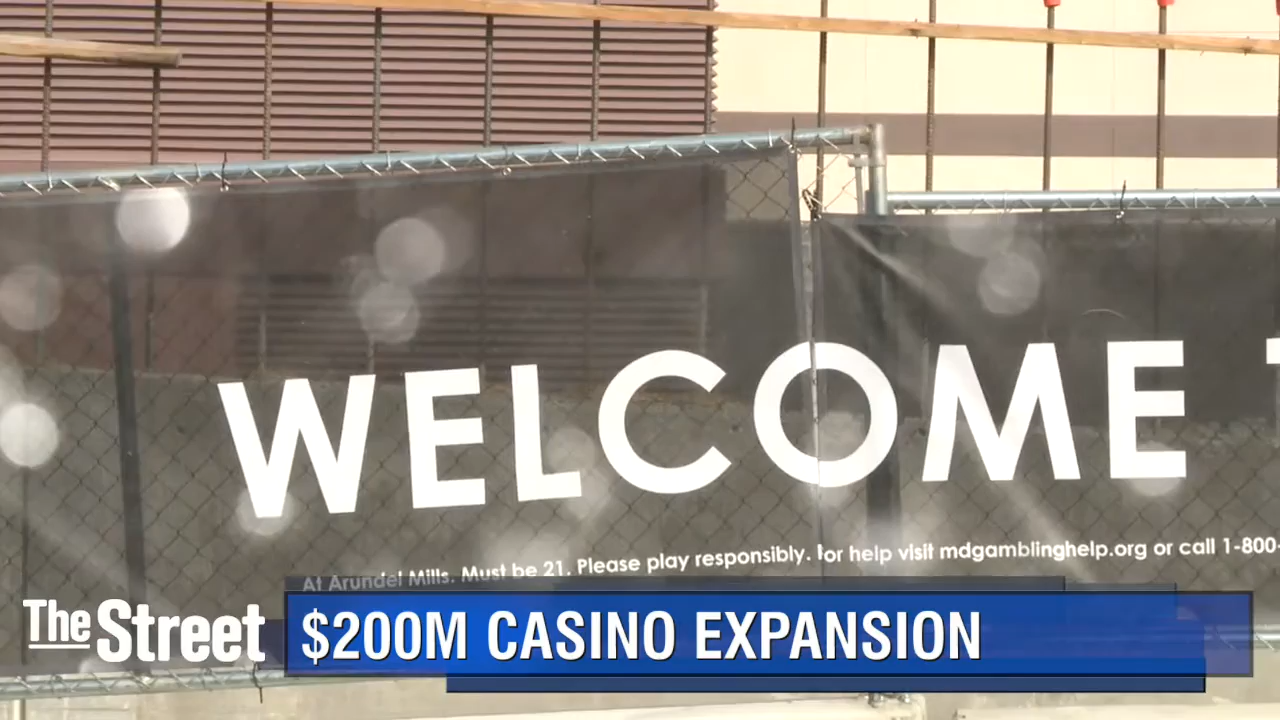 WELCOME
At Arundel Mills. Must be 21. Please play responsibly. For help visit mdgamblinghelp.org or call 1-800-
The Street
$200M CASINO EXPANSION